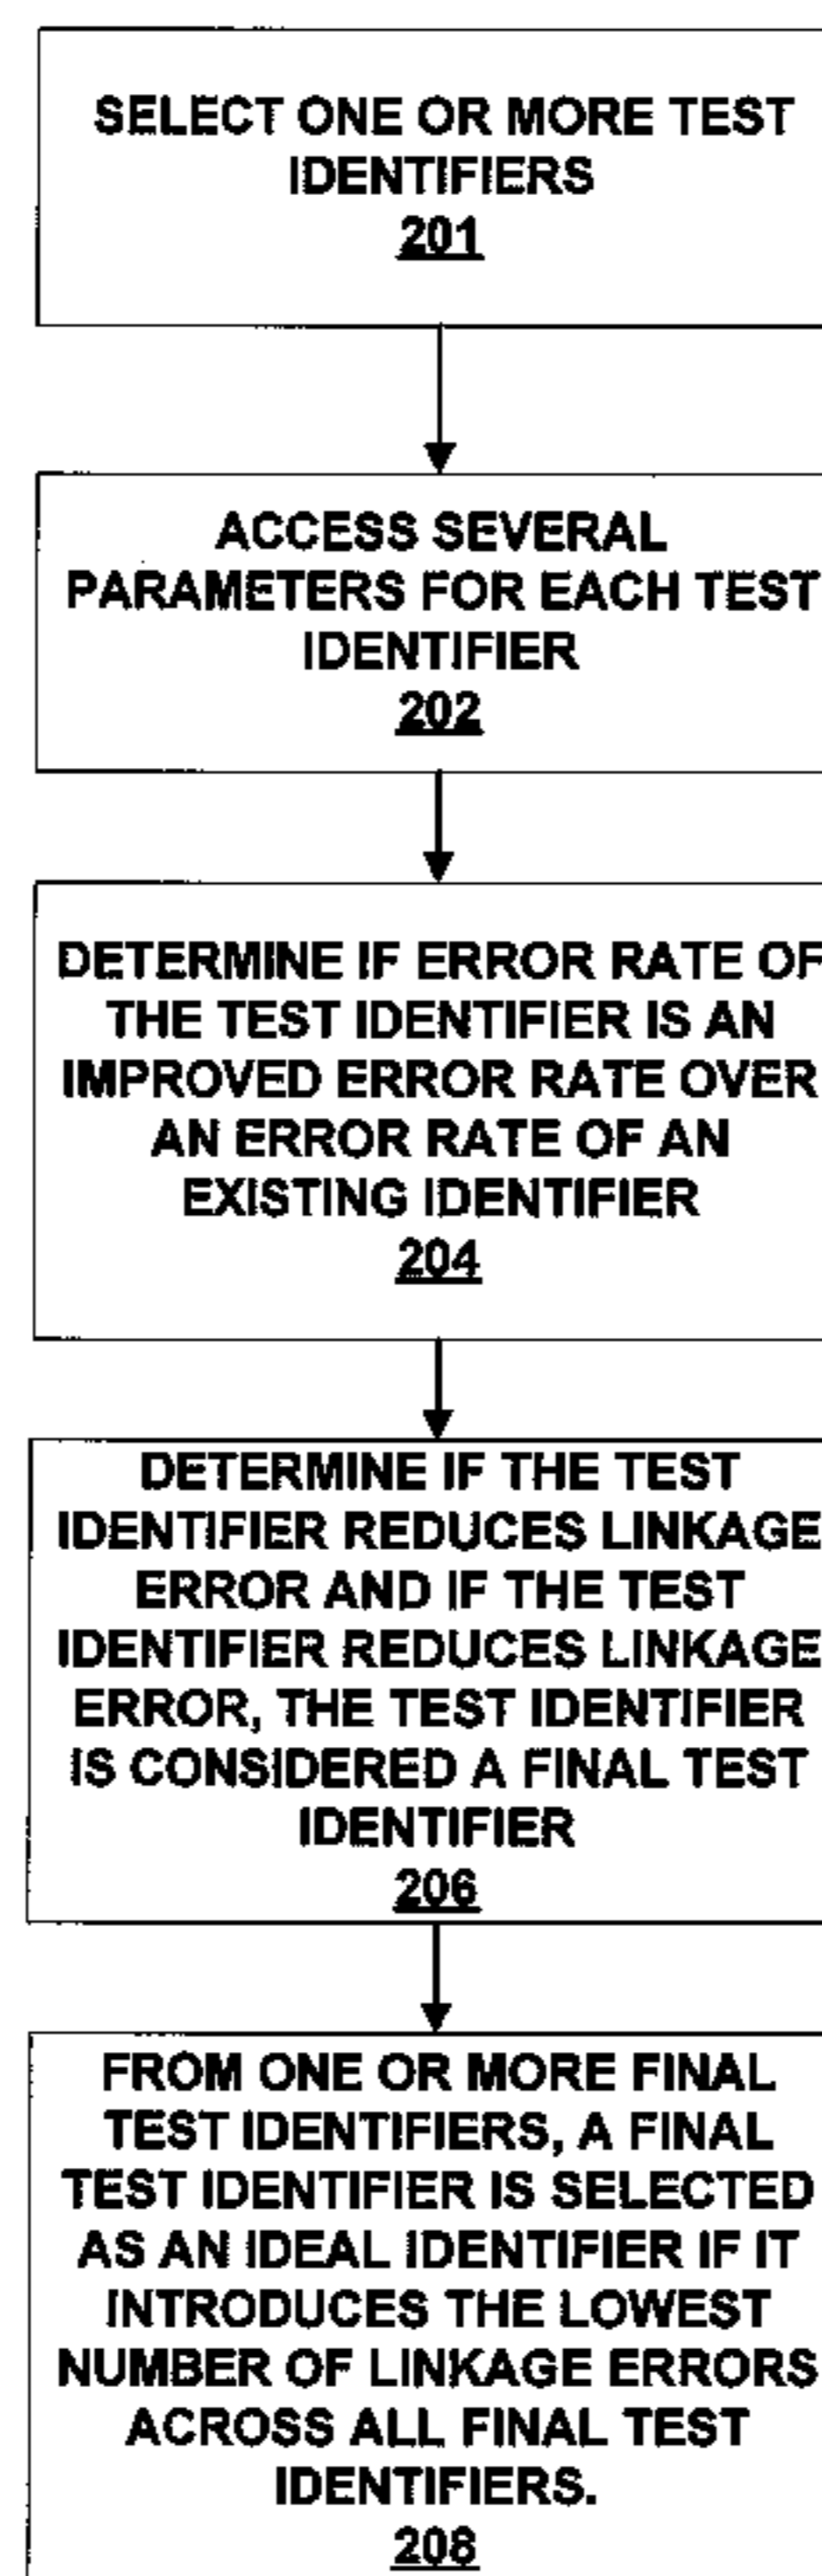 SELECT ONE OR MORE TEST
IDENTIFIERS
201
ACCESS SEVERAL
PARAMETERS FOR EACH TEST
IDENTIFIER
202
DETERMINE IF ERROR RATE OF
THE TEST IDENTIFIER IS AN
IMPROVED ERROR RATE OVER
AN ERROR RATE OF AN
EXISTING IDENTIFIER
204
DETERMINE IF THE TEST
IDENTIFIER REDUCES LINKAGE
ERROR AND IF THE TEST
IDENTIFIER REDUCES LINKAGE
ERROR, THE TEST IDENTIFIER
IS CONSIDERED A FINAL TEST
IDENTIFIER
206
FROM ONE OR MORE FINAL
TEST IDENTIFIERS, A FINAL
TEST IDENTIFIER IS SELECTED
AS AN IDEAL IDENTIFIER IF IT
INTRODUCES THE LOWEST
NUMBER OF LINKAGE ERRORS
ACROSS ALL FINAL TEST
IDENTIFIERS.
208